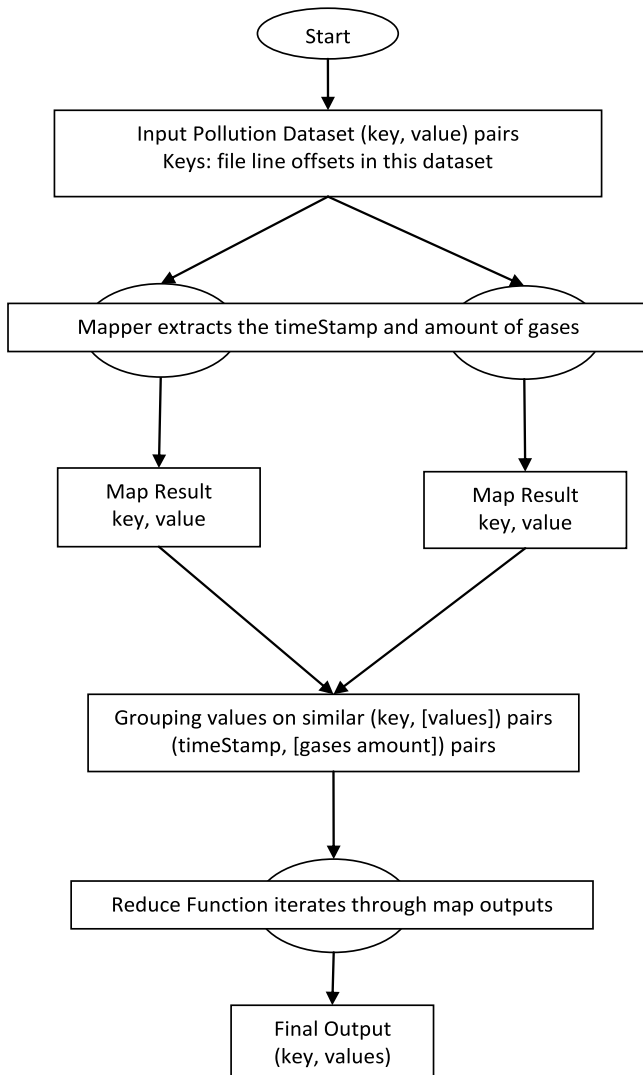 Start
Input Pollution Dataset (key, value) pairs
Keys: file line offsets in this dataset
Mapper extracts the timeStamp and amount of gases
Map Result
key, value
Map Result
key, value
Grouping values on similar (key, [values]) pairs
(timeStamp, [gases amount]) pairs
Reduce Function iterates through map outputs
Final Output
(key, values)